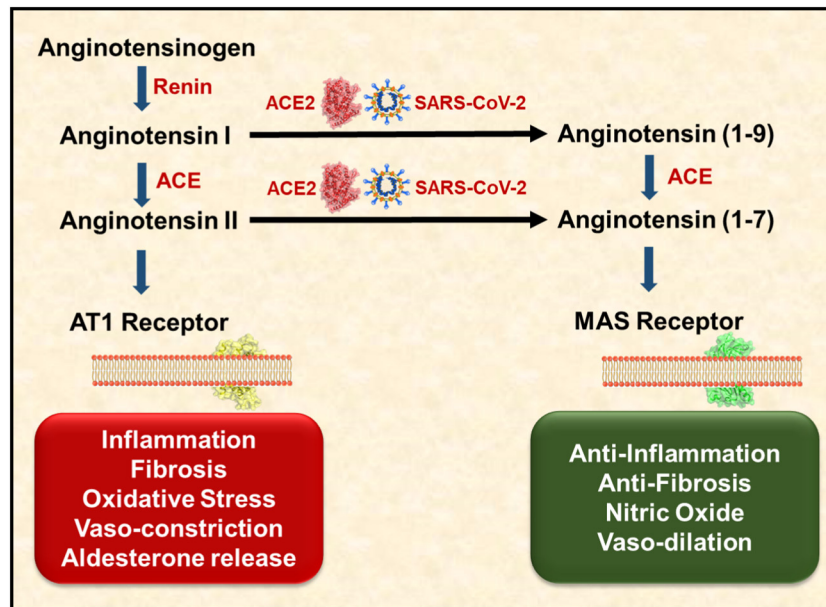 Anginotensinogen
Renin
ACE2 SARS-CoV-2
Anginotensin I Anginotensin (1-9)
ACE ACE
ACE2 SARS-CoV-2
Anginotensin II Anginotensin (1-7)
AT1 Receptor MAS Receptor
Inflammation
Fibrosis
Oxidative Stress
Vaso-constriction
Aldesterone release
Anti-Inflammation
Anti-Fibrosis
Nitric Oxide
Vaso-dilation